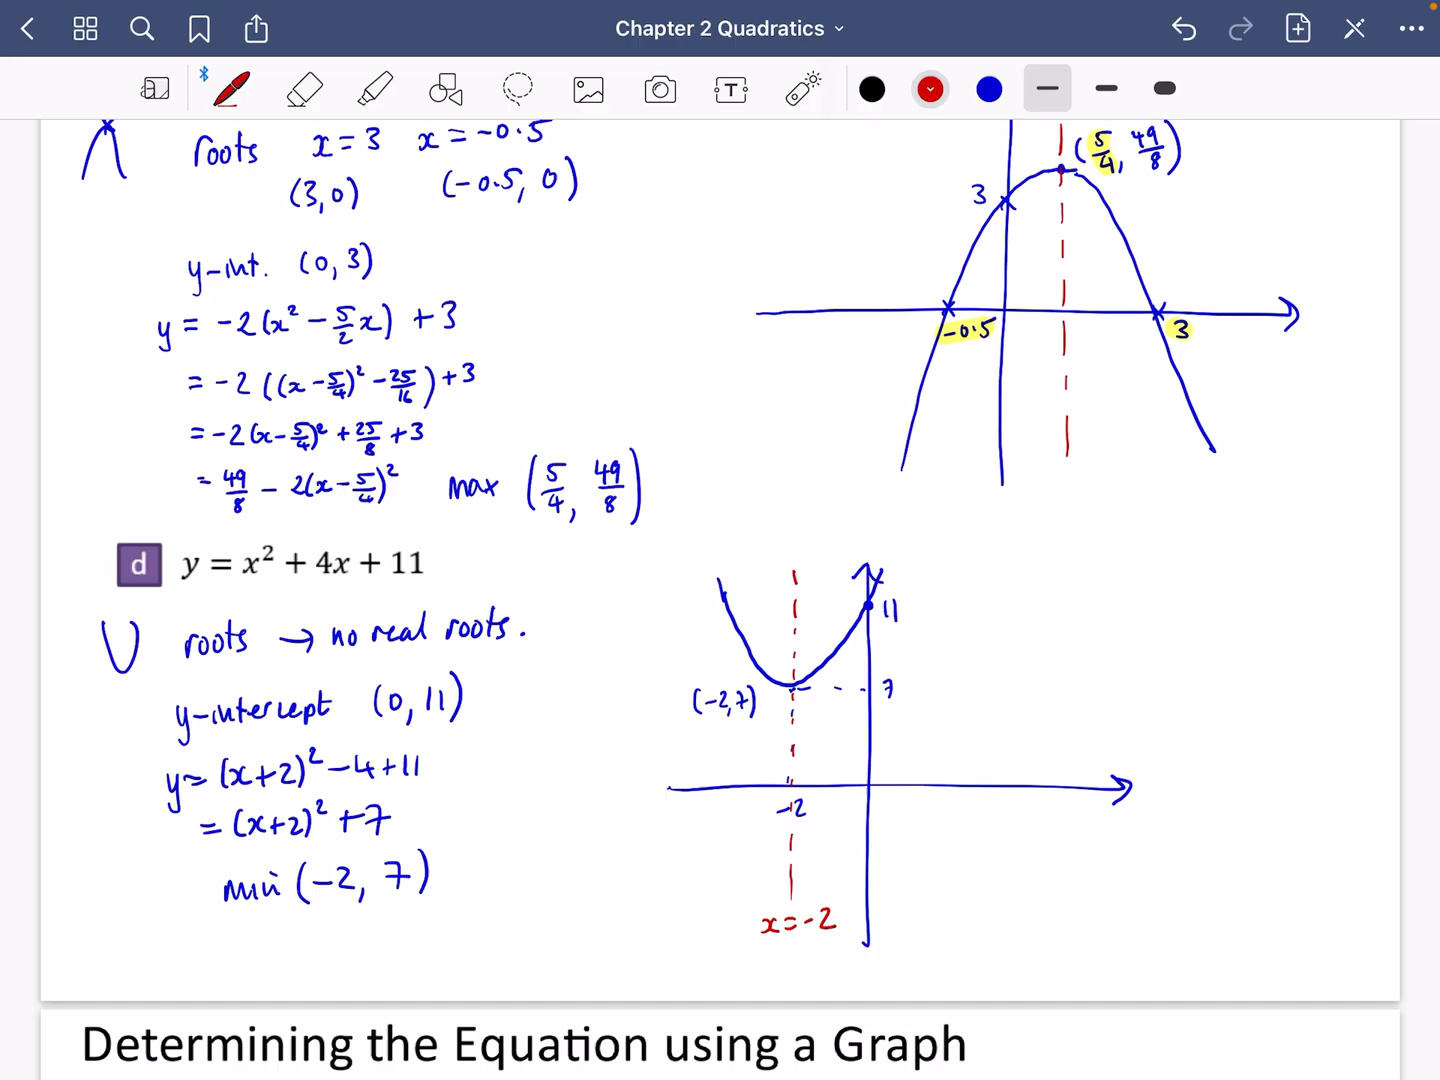 Chapter 2 Quadratics
T
roots x = 3 x = -0.5
(3, 0) (-0.5, 0)
y-int. (0, 3)
y = -2(x² - 5/2 x) + 3
= -2((x - 5/4)² - 25/16) + 3
= -2(x - 5/4)² + 25/8 + 3
= 49/8 - 2(x - 5/4)² max (5/4, 49/8)
(5/4, 49/8)
3
-0.5
3
d y = x² + 4x + 11
roots → no real roots.
y-intercept (0, 11)
y = (x+2)² - 4 + 11
= (x+2)² + 7
min (-2, 7)
11
(-2, 7)
7
-2
x = -2
Determining the Equation using a Graph